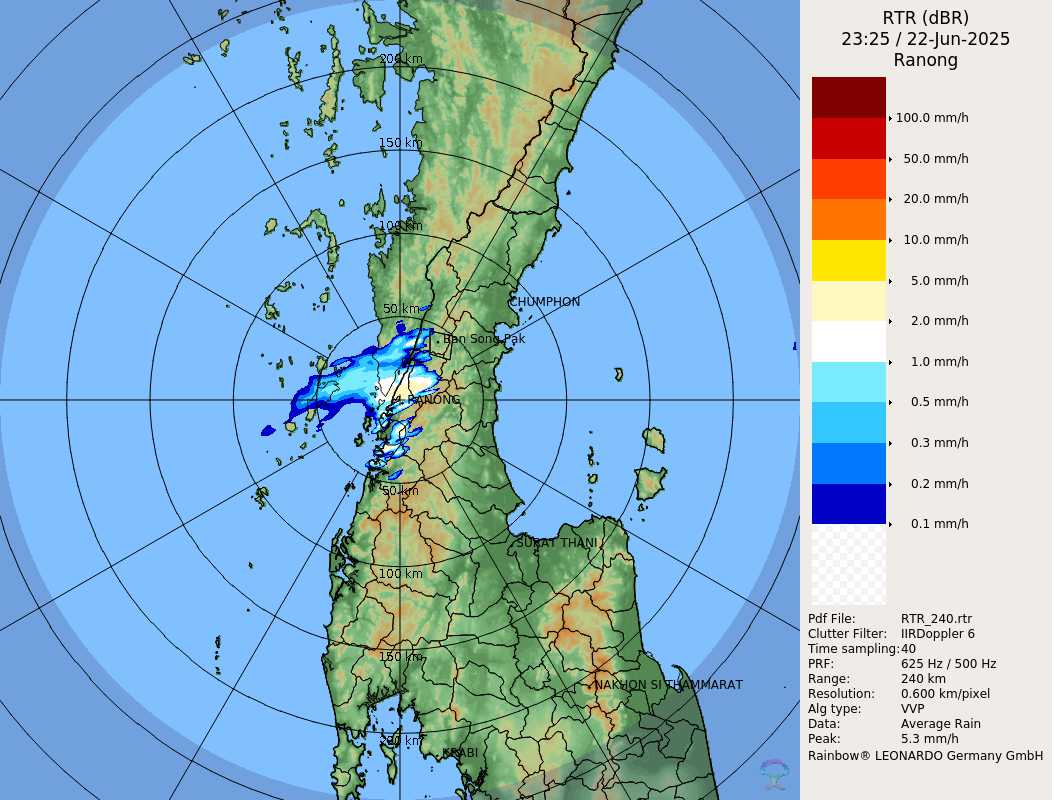 200 km
150 km
100 km
50 km
CHUMPHON
Ban Song Pak
RANONG
50 km
SURAT THANI
100 km
150 km
NAKHON SI THAMMARAT
200 km
KRABI
RTR (dBR)
23:25 / 22-Jun-2025
Ranong
100.0 mm/h
50.0 mm/h
20.0 mm/h
10.0 mm/h
5.0 mm/h
2.0 mm/h
1.0 mm/h
0.5 mm/h
0.3 mm/h
0.2 mm/h
0.1 mm/h
Pdf File: RTR_240.rtr
Clutter Filter: IIRDoppler 6
Time sampling:40
PRF: 625 Hz / 500 Hz
Range: 240 km
Resolution: 0.600 km/pixel
Alg type: VVP
Data: Average Rain
Peak: 5.3 mm/h
Rainbow® LEONARDO Germany GmbH